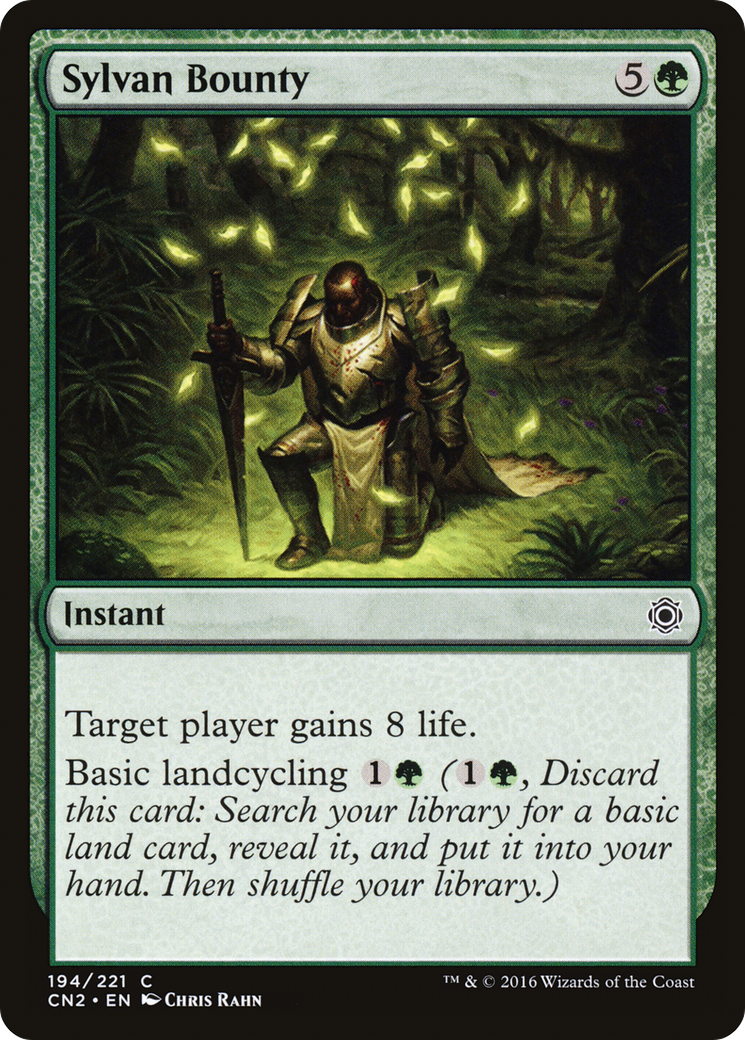 Sylvan Bounty 5
Instant
Target player gains 8 life.
Basic landcycling 1 (1, Discard
this card: Search your library for a basic
land card, reveal it, and put it into your
hand. Then shuffle your library.)
194/221 C
CN2 • EN Chris Rahn
™ & © 2016 Wizards of the Coast